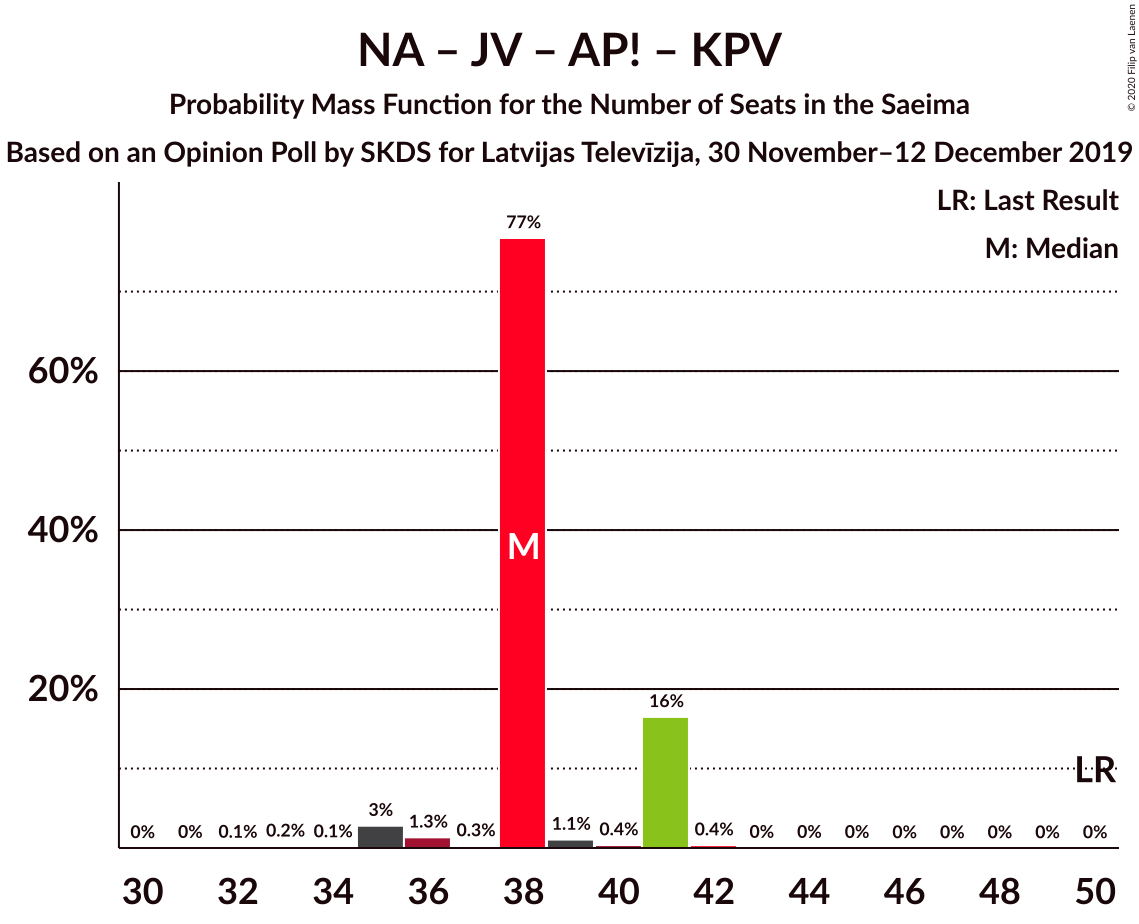 NA – JV – AP! – KPV
Probability Mass Function for the Number of Seats in the Saeima
Based on an Opinion Poll by SKDS for Latvijas Televīzija, 30 November–12 December 2019
© 2020 Filip van Laenen
LR: Last Result
M: Median
77%
60%
40%
M
20%
16%
LR
0% 0% 0.1% 0.2% 0.1% 3% 1.3% 0.3% 1.1% 0.4% 0.4% 0% 0% 0% 0% 0% 0% 0% 0%
30 32 34 36 38 40 42 44 46 48 50